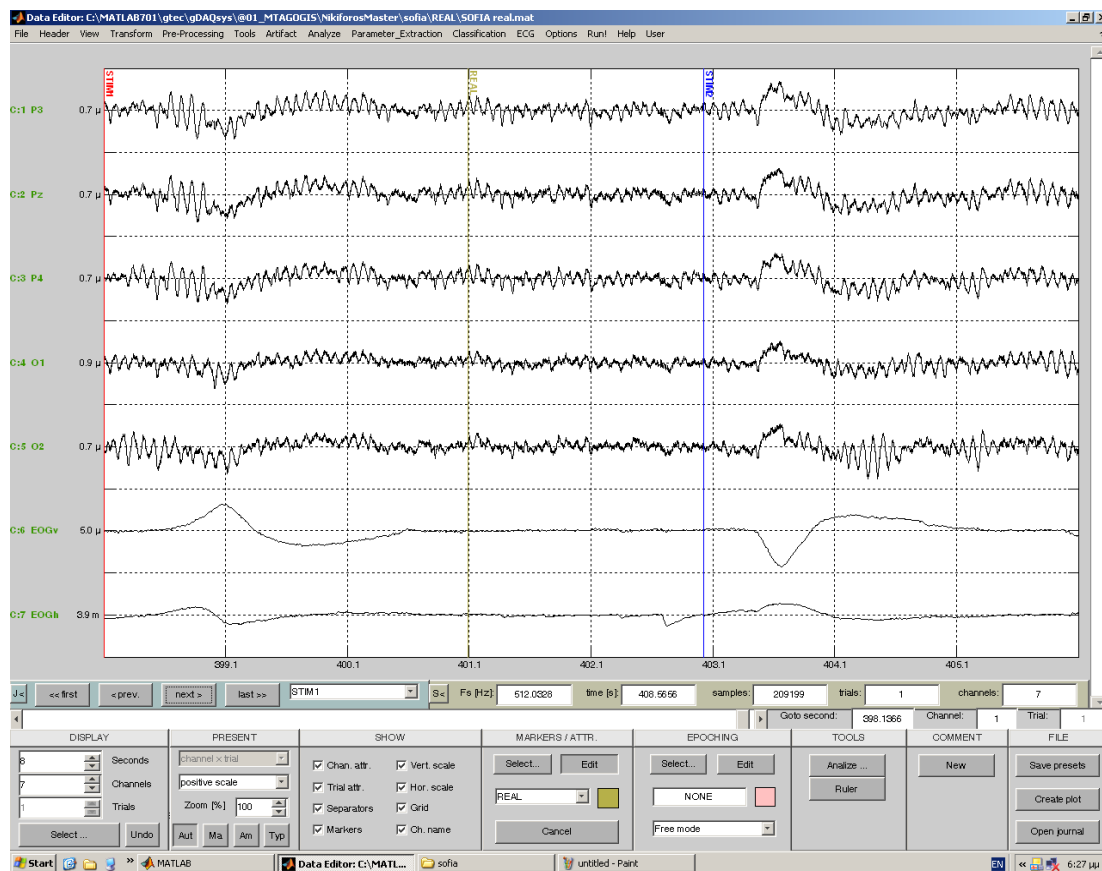 Data Editor: C:\MATLAB701\gtec\gDAQsys\@01_MTAGOGIS\NikiforosMaster\sofia\REAL\SOFIA real.mat
File Header View Transform Pre-Processing Tools Artifact Analyze Parameter_Extraction Classification ECG Options Run! Help User
STIM1 REAL STIM2
C:1 P3 0.7 µ
C:2 Pz 0.7 µ
C:3 P4 0.7 µ
C:4 O1 0.9 µ
C:5 O2 0.7 µ
C:6 EOGv 5.0 µ
C:7 EOGh 3.9 m
399.1 400.1 401.1 402.1 403.1 404.1 405.1
J< << first < prev. next > last >> STIM1 S< Fs [Hz]: 512.0328 time [s]: 408.5656 samples: 209199 trials: 1 channels: 7
Goto second: 398.1366 Channel: 1 Trial: 1
DISPLAY PRESENT SHOW MARKERS / ATTR. EPOCHING TOOLS COMMENT FILE
8 Seconds channel x trial Chan. attr. Vert. scale Select... Edit Select... Edit Analize ... New Save presets
7 Channels positive scale Trial attr. Hor. scale REAL NONE Ruler Create plot
1 Trials Zoom [%] 100 Separators Grid
Select ... Undo Aut Ma Am Typ Markers Ch. name Cancel Free mode Open journal
Start » MATLAB Data Editor: C:\MATL... sofia untitled - Paint EN « 6:27 µµ